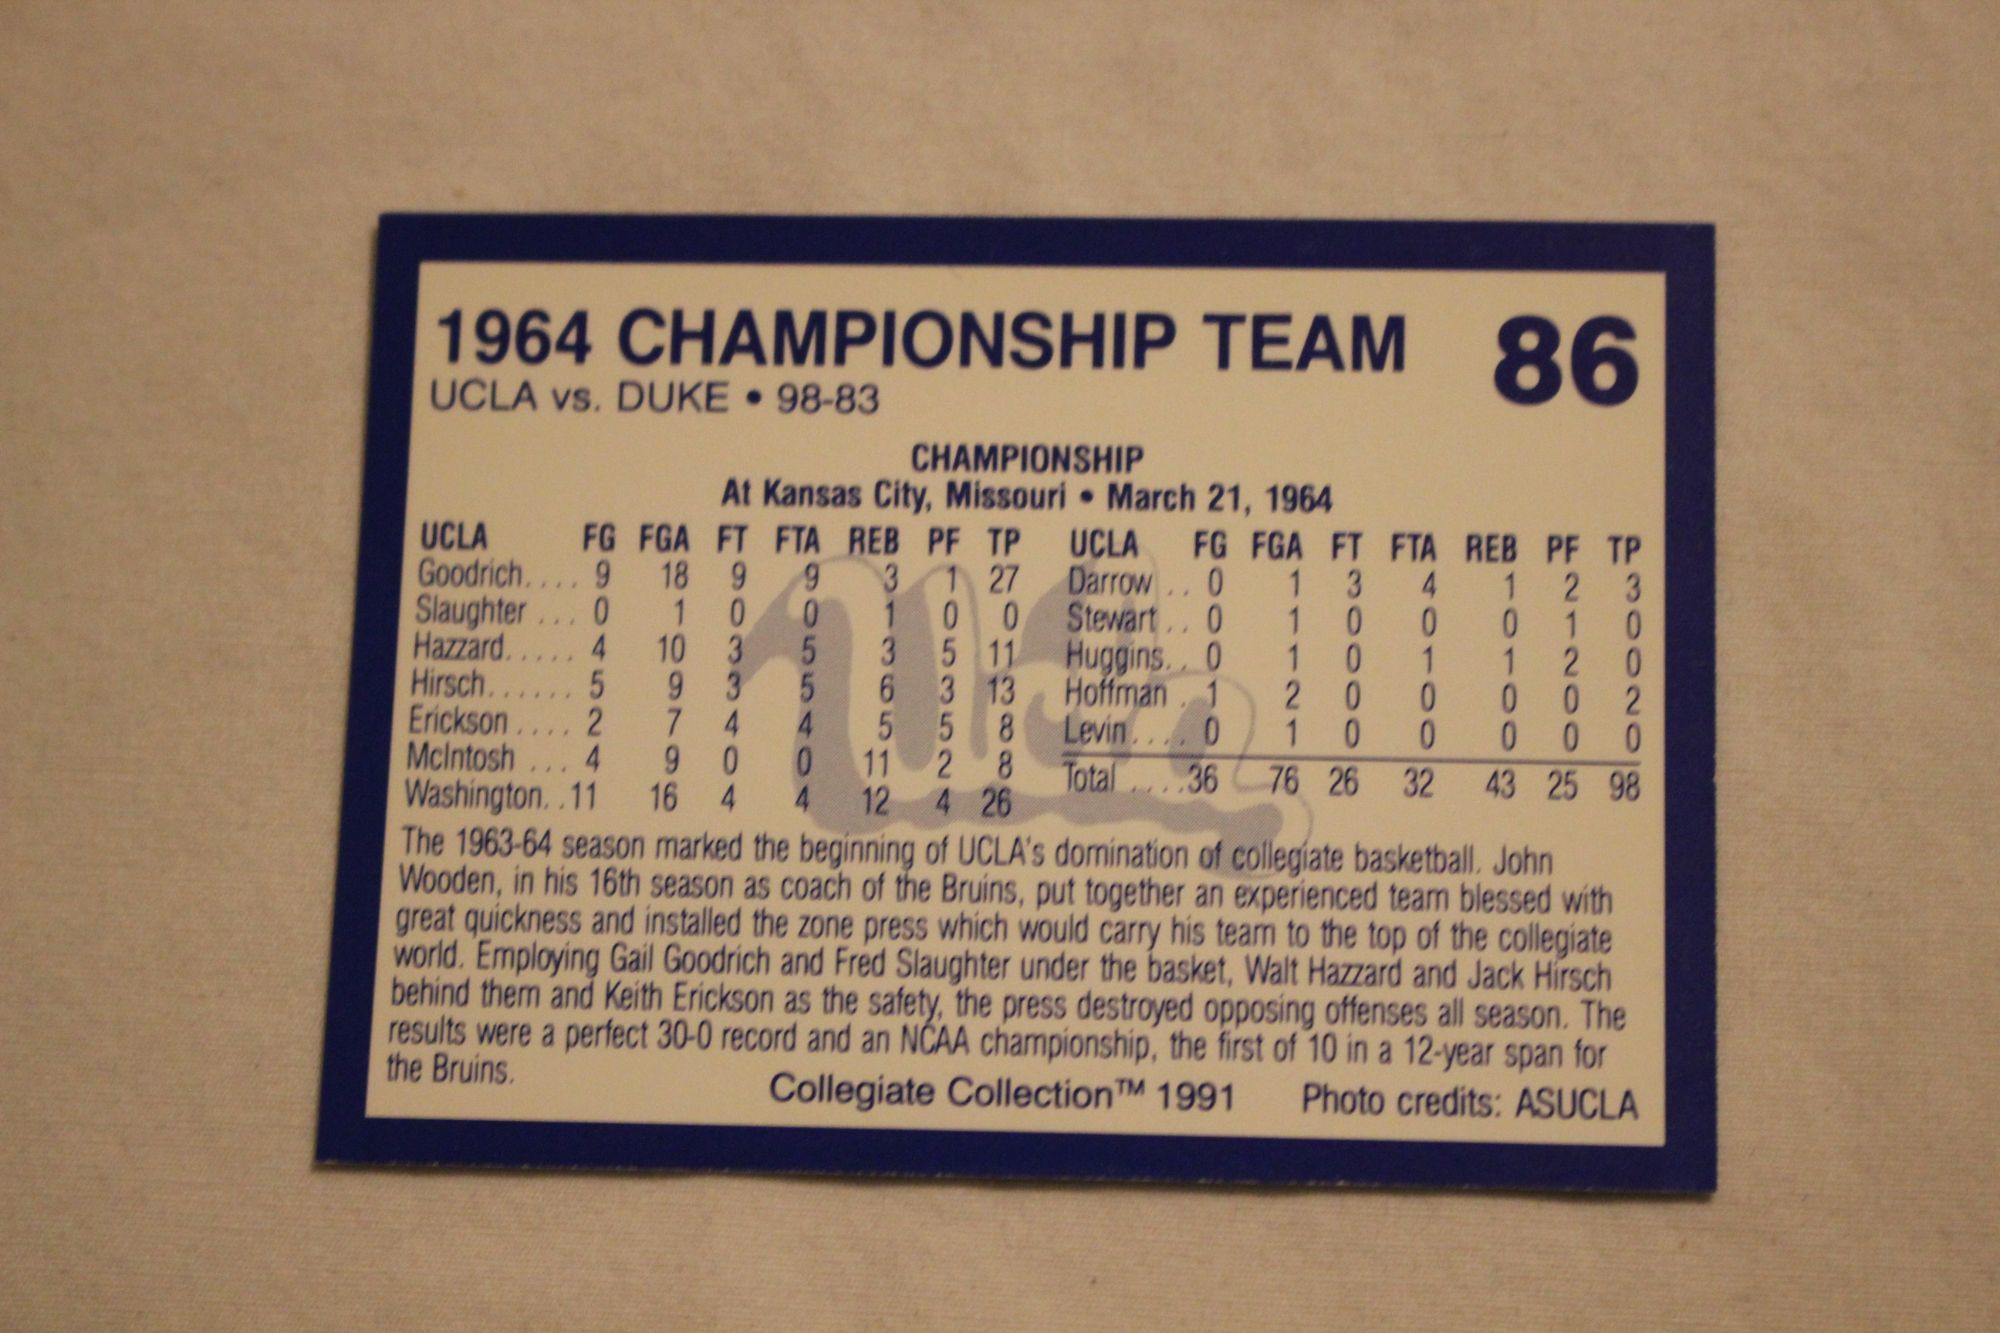 1964 CHAMPIONSHIP TEAM 86
UCLA vs. DUKE • 98-83
CHAMPIONSHIP
At Kansas City, Missouri • March 21, 1964
UCLA FG FGA FT FTA REB PF TP
Goodrich.... 9 18 9 9 3 1 27
Slaughter ... 0 1 0 0 1 0 0
Hazzard..... 4 10 3 5 3 5 11
Hirsch...... 5 9 3 5 6 3 13
Erickson .... 2 7 4 4 5 5 8
McIntosh ... 4 9 0 0 11 2 8
Washington. . 11 16 4 4 12 4 26
UCLA FG FGA FT FTA REB PF TP
Darrow .. 0 1 3 4 1 2 3
Stewart .. 0 1 0 0 0 1 0
Huggins.. 0 1 0 1 1 2 0
Hoffman . 1 2 0 0 0 0 2
Levin.... 0 1 0 0 0 0 0
Total ....36 76 26 32 43 25 98
The 1963-64 season marked the beginning of UCLA's domination of collegiate basketball. John
Wooden, in his 16th season as coach of the Bruins, put together an experienced team blessed with
great quickness and installed the zone press which would carry his team to the top of the collegiate
world. Employing Gail Goodrich and Fred Slaughter under the basket, Walt Hazzard and Jack Hirsch
behind them and Keith Erickson as the safety, the press destroyed opposing offenses all season. The
results were a perfect 30-0 record and an NCAA championship, the first of 10 in a 12-year span for
the Bruins.
Collegiate Collection™ 1991 Photo credits: ASUCLA